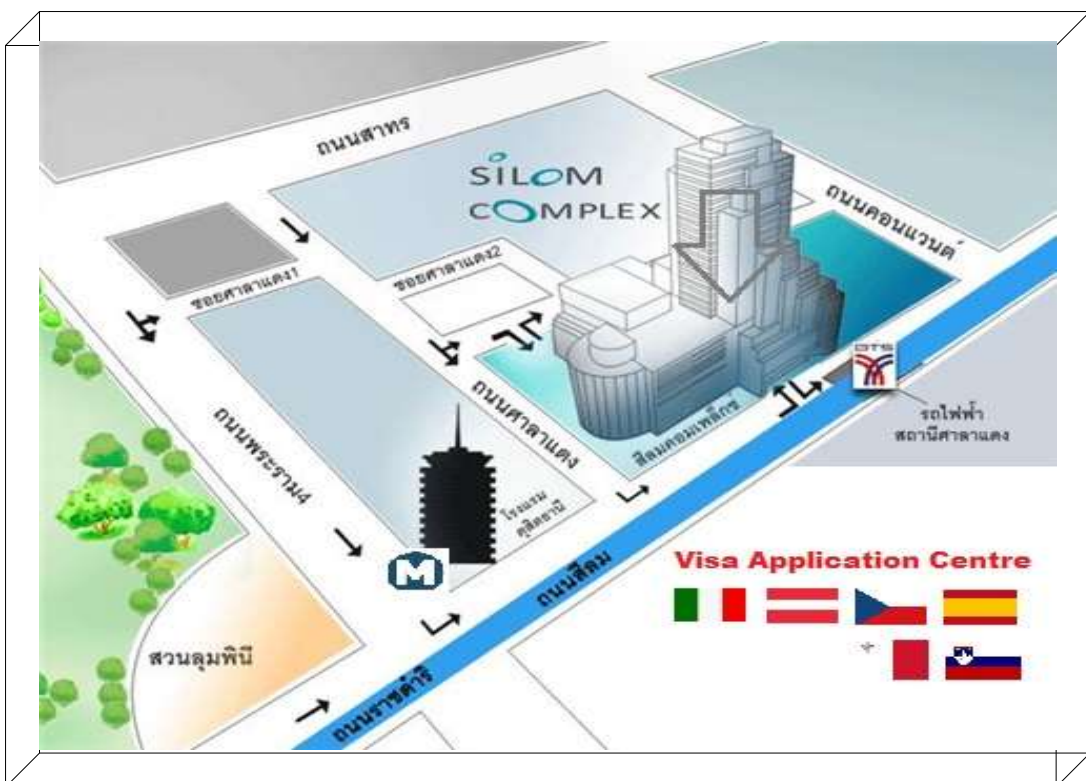 ถนนสาทร
SILOM
COMPLEX
ถนนคอนแวนต์
ซอยศาลาแดง1
ซอยศาลาแดง2
BTS
รถไฟฟ้า
สถานีศาลาแดง
สีลมคอมเพล็กซ
ถนนศาลาแดง
ถนนพระราม4
โรงแรม
ดุสิตธานี
M
ถนนสีลม
Visa Application Centre
สวนลุมพินี
ถนนราชดำริ